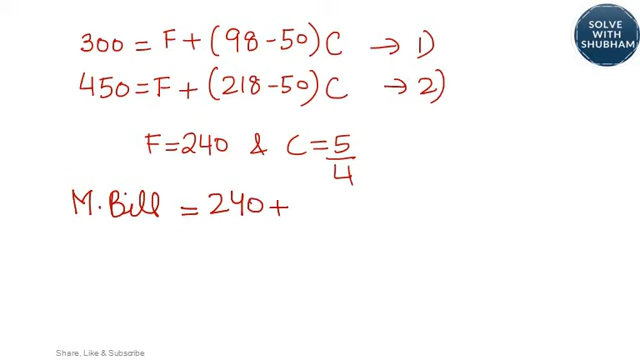 SOLVE
WITH
SHUBHAM
300 = F + (98 - 50) C → 1)
450 = F + (218 - 50) C → 2)
F = 240 & C = 5/4
M. Bill = 240 +
Share, Like & Subscribe